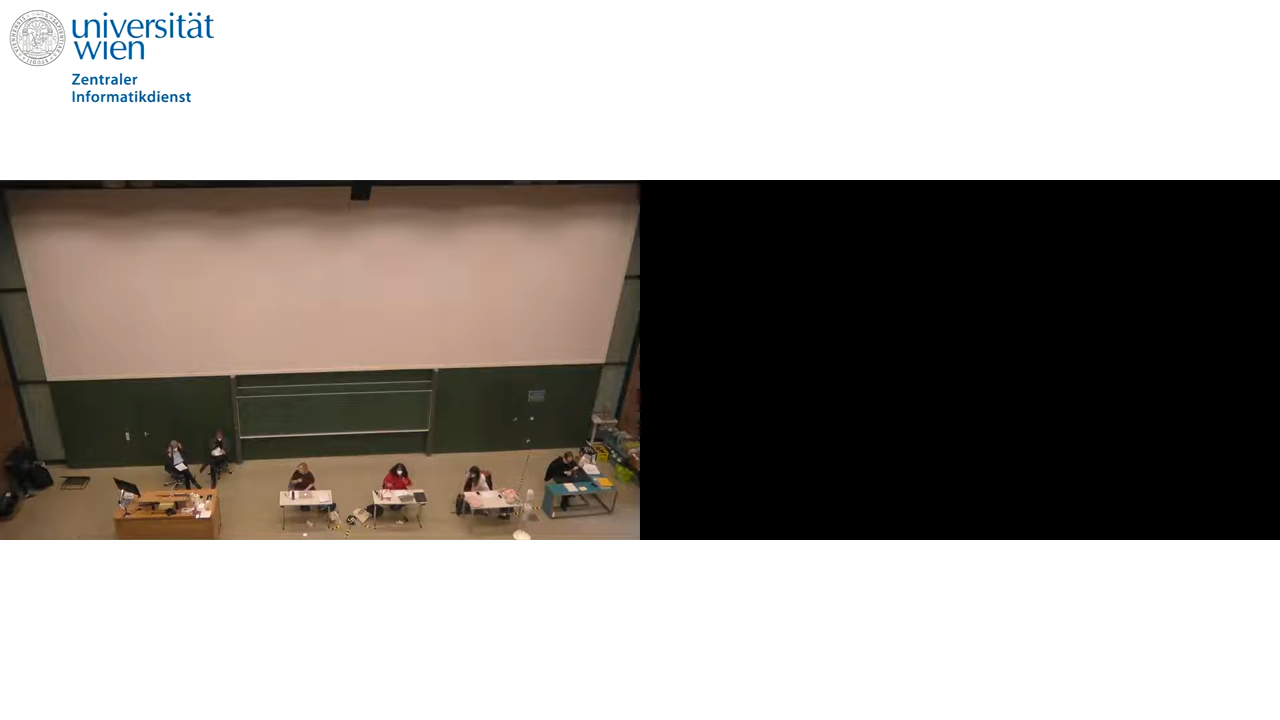 universität
wien
Zentraler
Informatikdienst